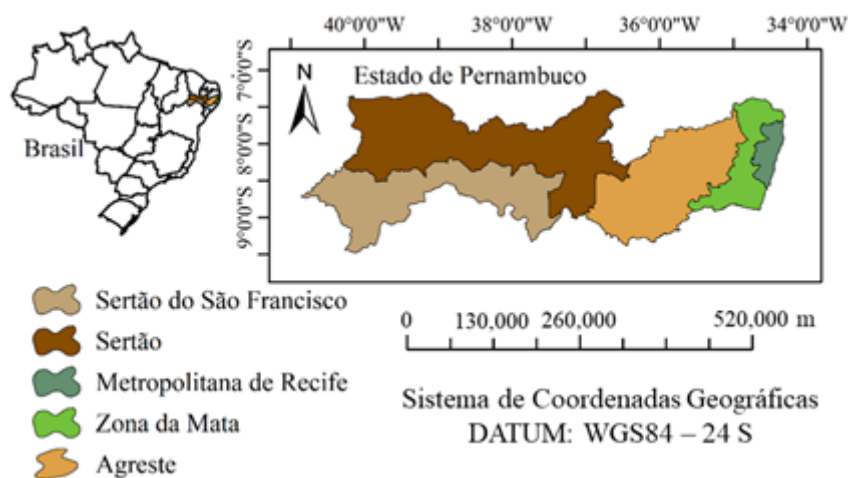 40°0'0"W 38°0'0"W 36°0'0"W 34°0'0"W
N
Estado de Pernambuco
7°0'0"S
8°0'0"S
9°0'0"S
Brasil
Sertão do São Francisco
Sertão
Metropolitana de Recife
Zona da Mata
Agreste
0 130,000 260,000 520,000 m
Sistema de Coordenadas Geográficas
DATUM: WGS84 – 24 S